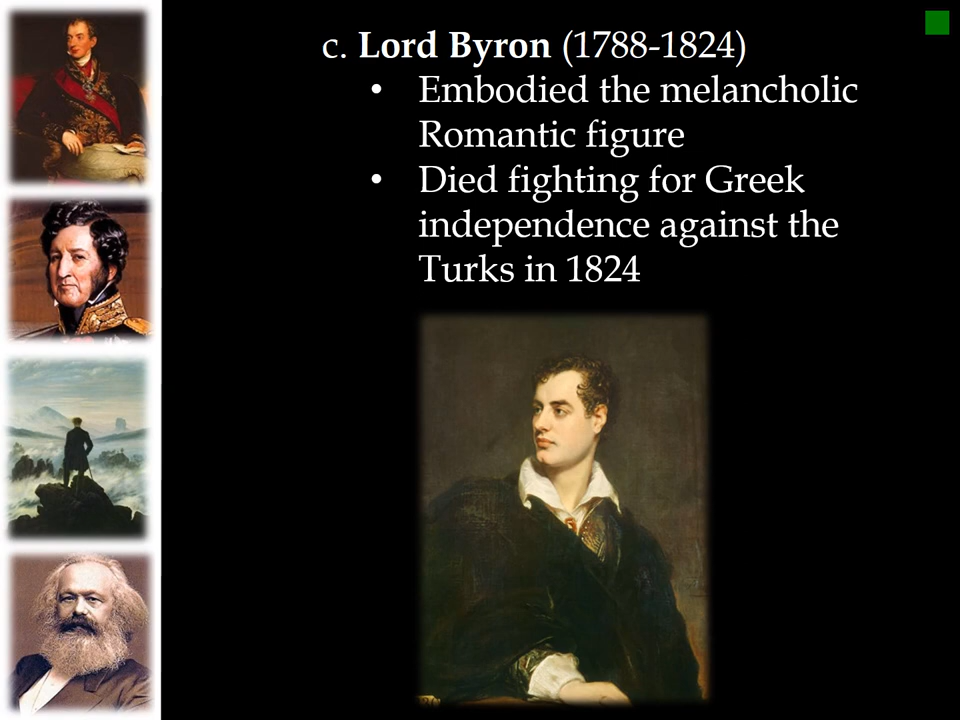 c. Lord Byron (1788-1824)
• Embodied the melancholic
Romantic figure
• Died fighting for Greek
independence against the
Turks in 1824